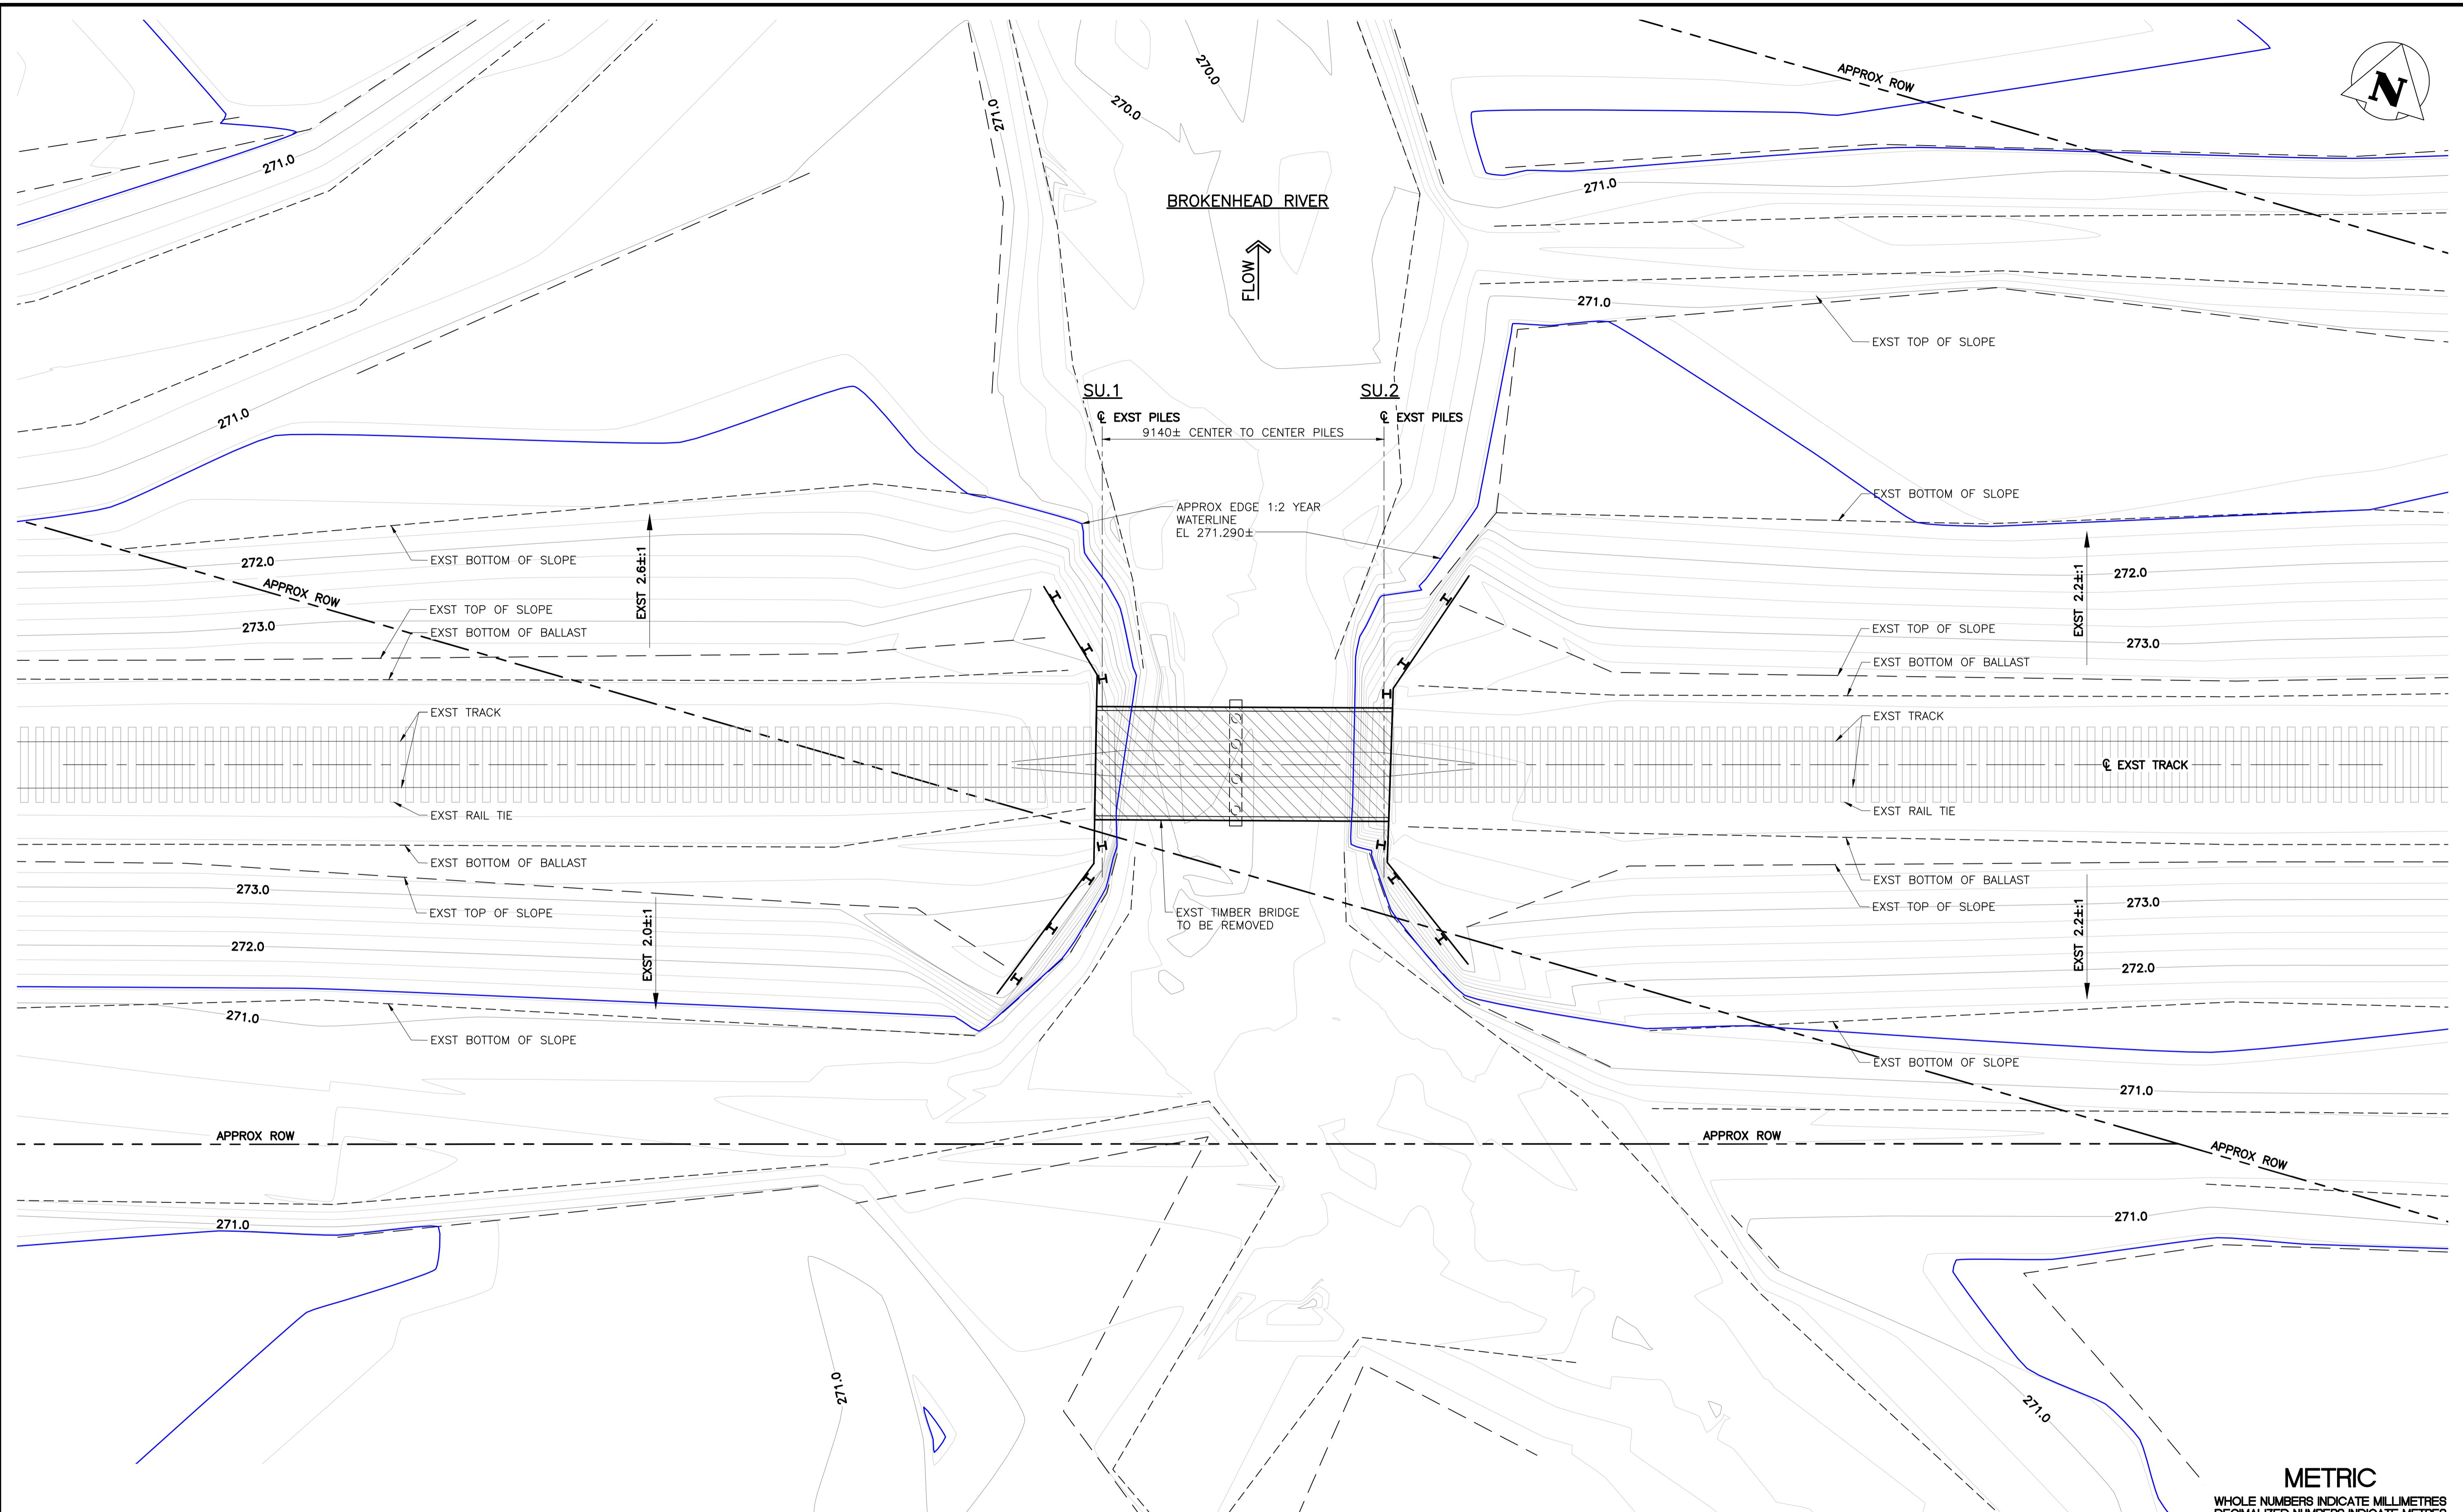 APPROX ROW
N
270.0
270.0
271.0
271.0
271.0
BROKENHEAD RIVER
FLOW
271.0
EXST TOP OF SLOPE
SU.1
SU.2
℄ EXST PILES
℄ EXST PILES
9140± CENTER TO CENTER PILES
271.0
EXST BOTTOM OF SLOPE
APPROX EDGE 1:2 YEAR
WATERLINE
EL 271.290±
272.0
EXST BOTTOM OF SLOPE
EXST 2.6±:1
EXST 2.2±:1
272.0
APPROX ROW
EXST TOP OF SLOPE
273.0
EXST BOTTOM OF BALLAST
EXST TOP OF SLOPE
273.0
EXST BOTTOM OF BALLAST
EXST TRACK
EXST TRACK
℄ EXST TRACK
EXST RAIL TIE
EXST RAIL TIE
EXST BOTTOM OF BALLAST
EXST BOTTOM OF BALLAST
273.0
EXST TOP OF SLOPE
EXST TIMBER BRIDGE
TO BE REMOVED
EXST TOP OF SLOPE
273.0
EXST 2.0±:1
EXST 2.2±:1
272.0
272.0
271.0
EXST BOTTOM OF SLOPE
EXST BOTTOM OF SLOPE
271.0
APPROX ROW
APPROX ROW
APPROX ROW
271.0
271.0
271.0
271.0
METRIC
WHOLE NUMBERS INDICATE MILLIMETRES
DECIMALIZED NUMBERS INDICATE METRES